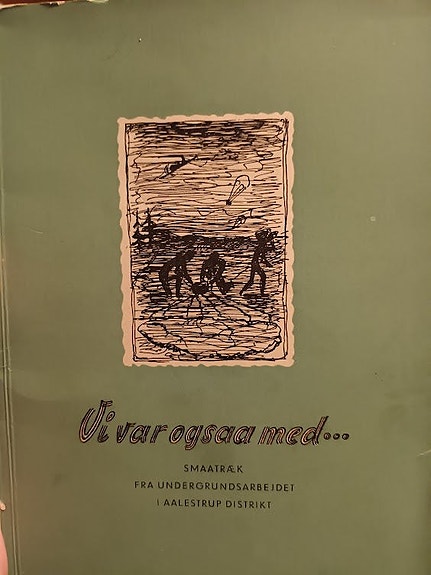 Vi var ogsaa med...
SMAATRÆK
FRA UNDERGRUNDSARBEJDET
I AALESTRUP DISTRIKT